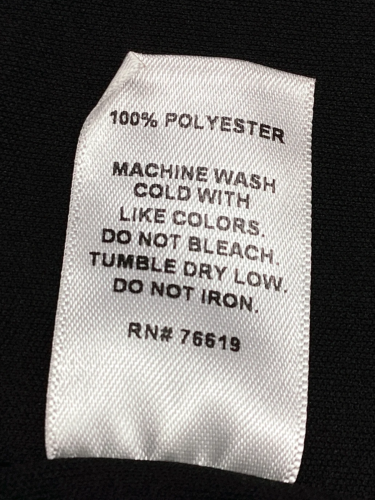 100% POLYESTER
MACHINE WASH
COLD WITH
LIKE COLORS.
DO NOT BLEACH.
TUMBLE DRY LOW.
DO NOT IRON.
RN# 76619